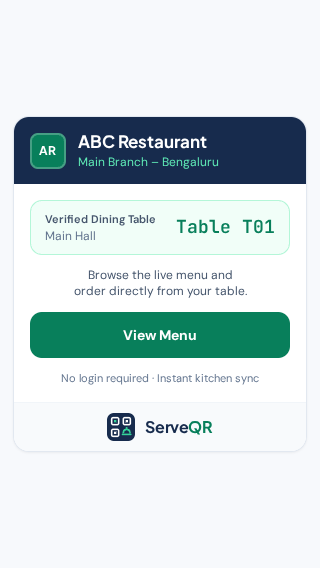 AR
ABC Restaurant
Main Branch – Bengaluru
Verified Dining Table
Main Hall
Table T01
Browse the live menu and
order directly from your table.
View Menu
No login required · Instant kitchen sync
ServeQR